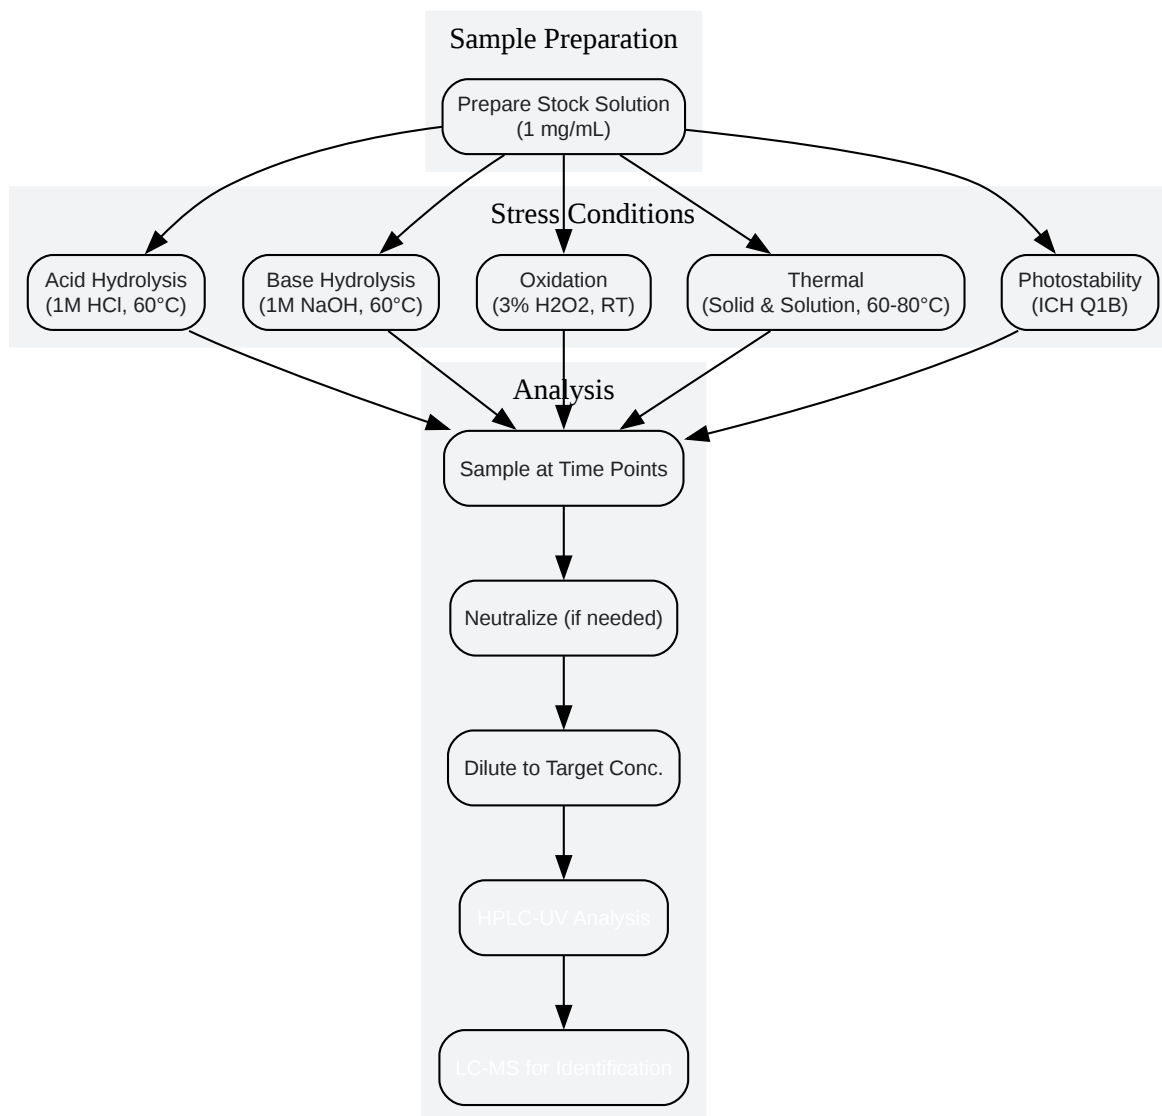 Sample Preparation
Prepare Stock Solution
(1 mg/mL)
Stress Conditions
Acid Hydrolysis
(1M HCl, 60°C)
Base Hydrolysis
(1M NaOH, 60°C)
Oxidation
(3% H2O2, RT)
Thermal
(Solid & Solution, 60-80°C)
Photostability
(ICH Q1B)
Analysis
Sample at Time Points
Neutralize (if needed)
Dilute to Target Conc.
HPLC-UV Analysis
LC-MS for Identification